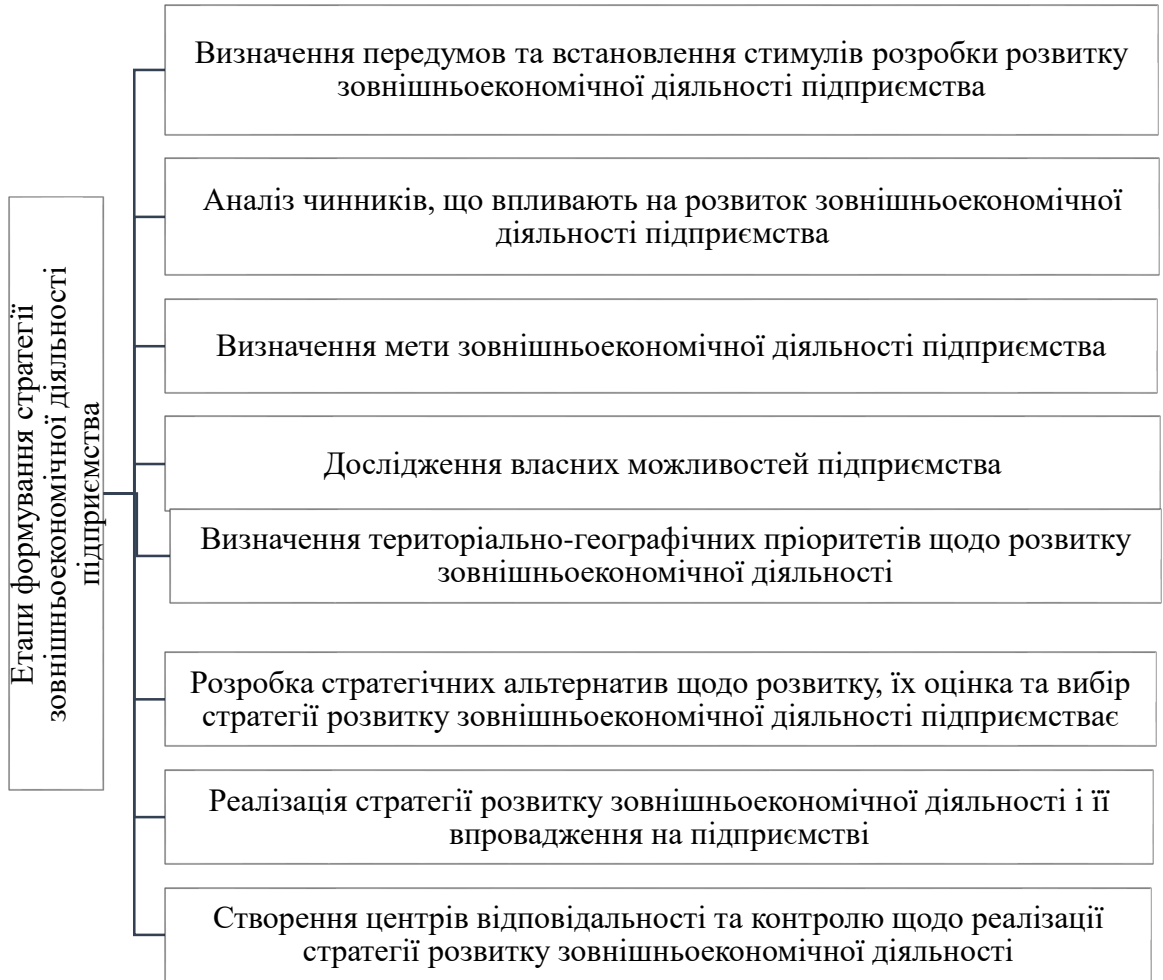 Етапи формування стратегії
зовнішньоекономічної діяльності
підприємства
Визначення передумов та встановлення стимулів розробки розвитку
зовнішньоекономічної діяльності підприємства
Аналіз чинників, що впливають на розвиток зовнішньоекономічної
діяльності підприємства
Визначення мети зовнішньоекономічної діяльності підприємства
Дослідження власних можливостей підприємства
Визначення територіально-географічних пріоритетів щодо розвитку
зовнішньоекономічної діяльності
Розробка стратегічних альтернатив щодо розвитку, їх оцінка та вибір
стратегії розвитку зовнішньоекономічної діяльності підприємстває
Реалізація стратегії розвитку зовнішньоекономічної діяльності і її
впровадження на підприємстві
Створення центрів відповідальності та контролю щодо реалізації
стратегії розвитку зовнішньоекономічної діяльності